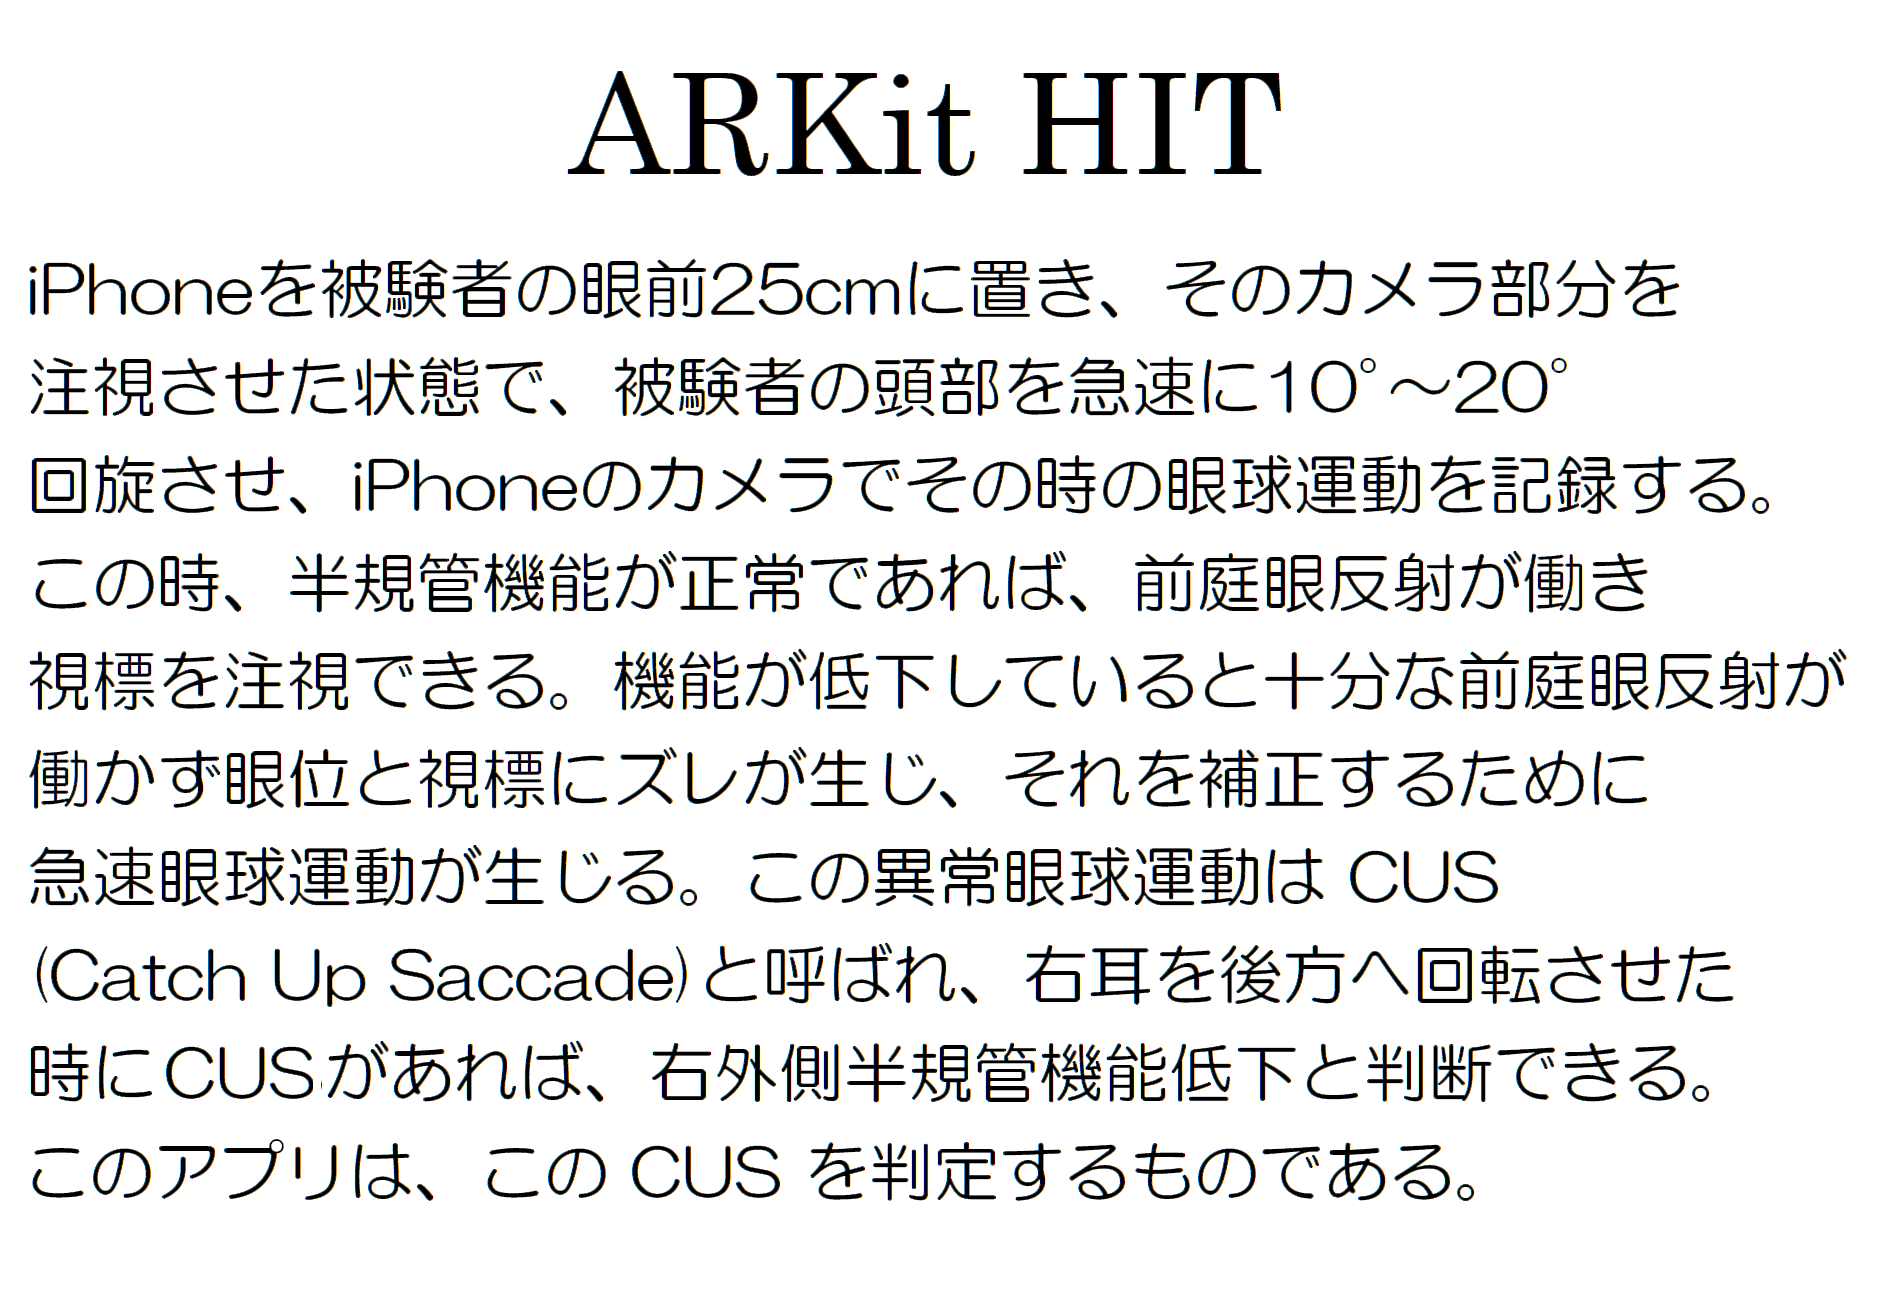 ARKit HIT
iPhoneを被験者の眼前25cmに置き、そのカメラ部分を
注視させた状態で、被験者の頭部を急速に10°～20°
回旋させ、iPhoneのカメラでその時の眼球運動を記録する。
この時、半規管機能が正常であれば、前庭眼反射が働き
視標を注視できる。機能が低下していると十分な前庭眼反射が
働かず眼位と視標にズレが生じ、それを補正するために
急速眼球運動が生じる。この異常眼球運動は CUS
(Catch Up Saccade)と呼ばれ、右耳を後方へ回転させた
時にCUSがあれば、右外側半規管機能低下と判断できる。
このアプリは、この CUS を判定するものである。